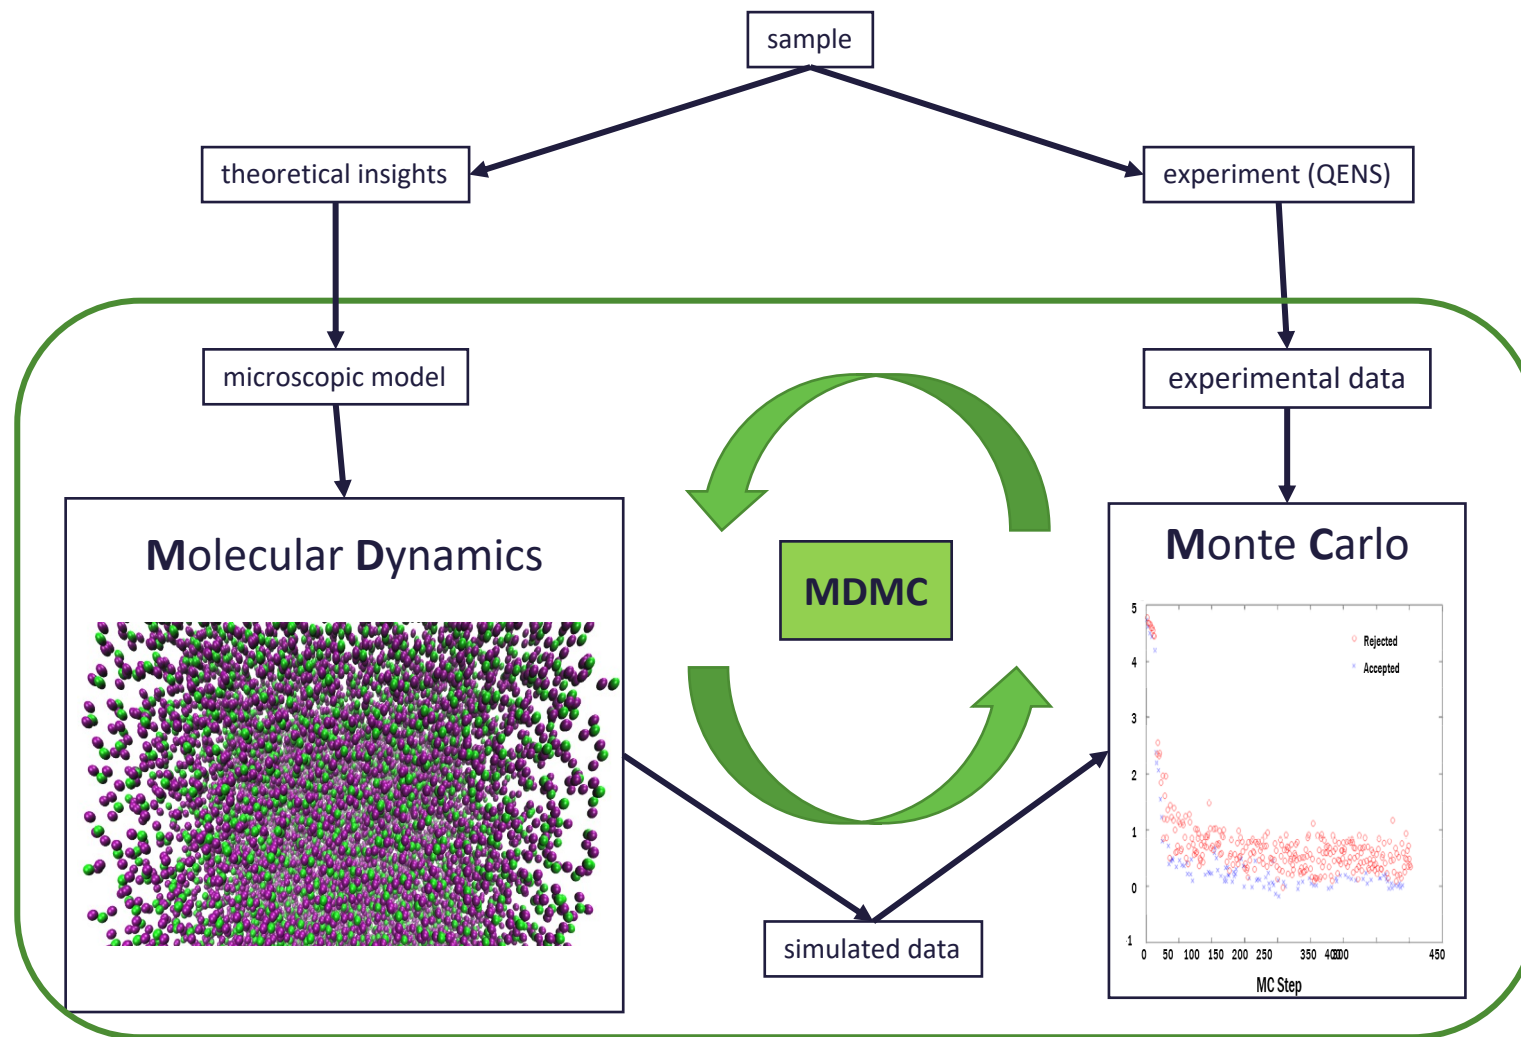 sample
theoretical insights
experiment (QENS)
microscopic model
experimental data
Molecular Dynamics
Monte Carlo
MDMC
5
4
3
2
1
0
-1
Rejected
Accepted
0 50 100 150 200 250 350 450
MC Step
simulated data